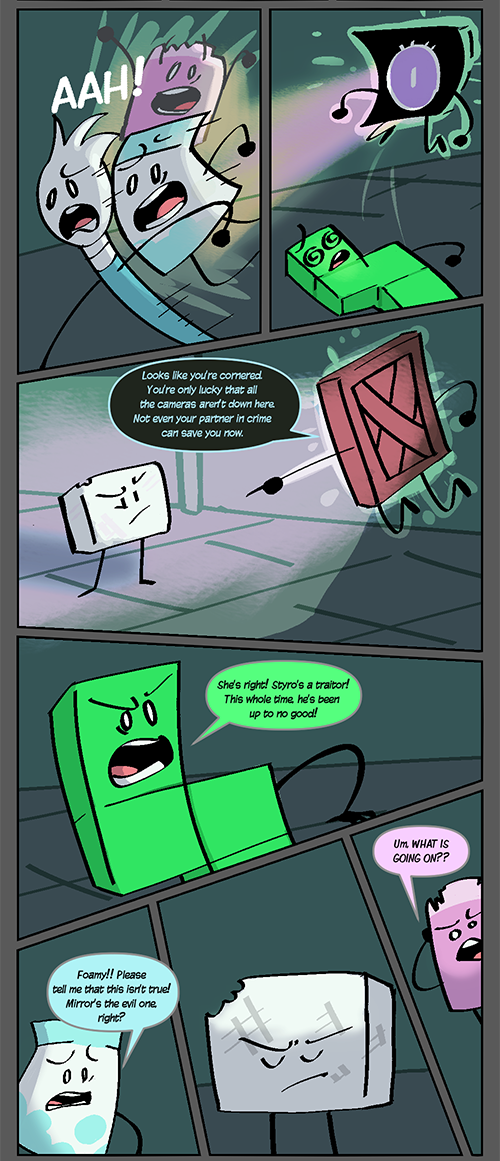 AAH!
Looks like you're cornered.
You're only lucky that all
the cameras aren't down here.
Not even your partner in crime
can save you now.
She's right! Styro's a traitor!
This whole time, he's been
up to no good!
Um, WHAT IS
GOING ON??
Foamy!! Please
tell me that this isn't true!
Mirror's the evil one,
right?